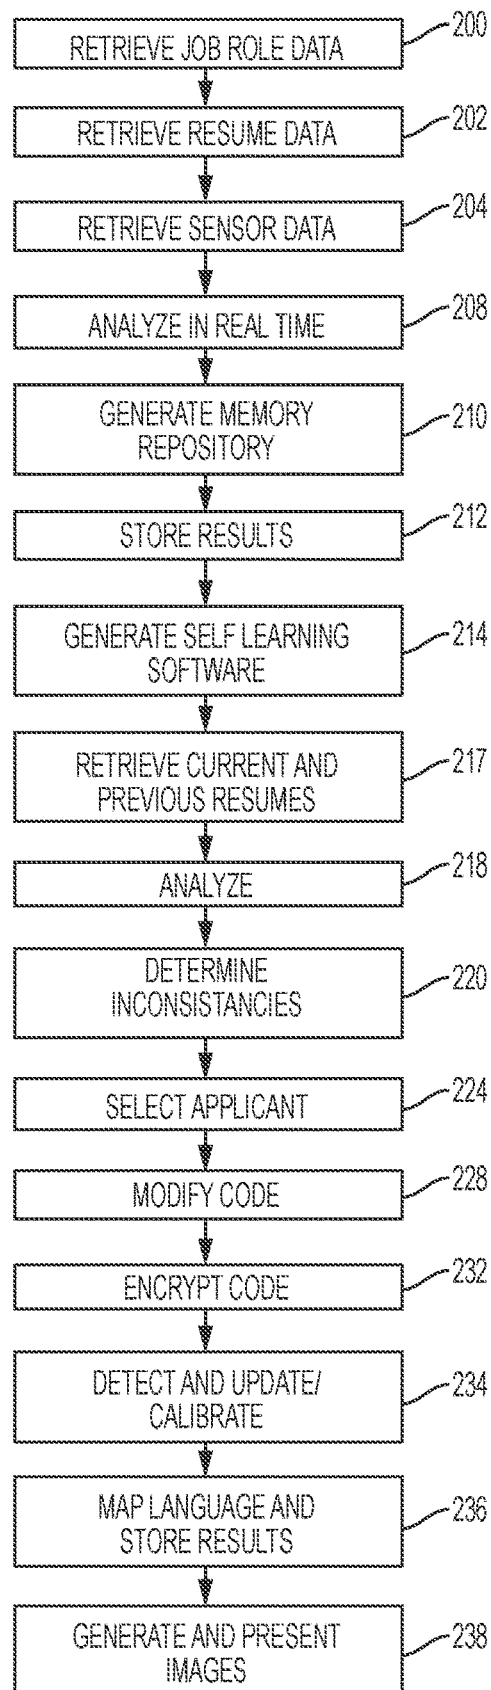 RETRIEVE JOB ROLE DATA 200
RETRIEVE RESUME DATA 202
RETRIEVE SENSOR DATA 204
ANALYZE IN REAL TIME 208
GENERATE MEMORY
REPOSITORY 210
STORE RESULTS 212
GENERATE SELF LEARNING
SOFTWARE 214
RETRIEVE CURRENT AND
PREVIOUS RESUMES 217
ANALYZE 218
DETERMINE
INCONSISTANCIES 220
SELECT APPLICANT 224
MODIFY CODE 228
ENCRYPT CODE 232
DETECT AND UPDATE/
CALIBRATE 234
MAP LANGUAGE AND
STORE RESULTS 236
GENERATE AND PRESENT
IMAGES 238